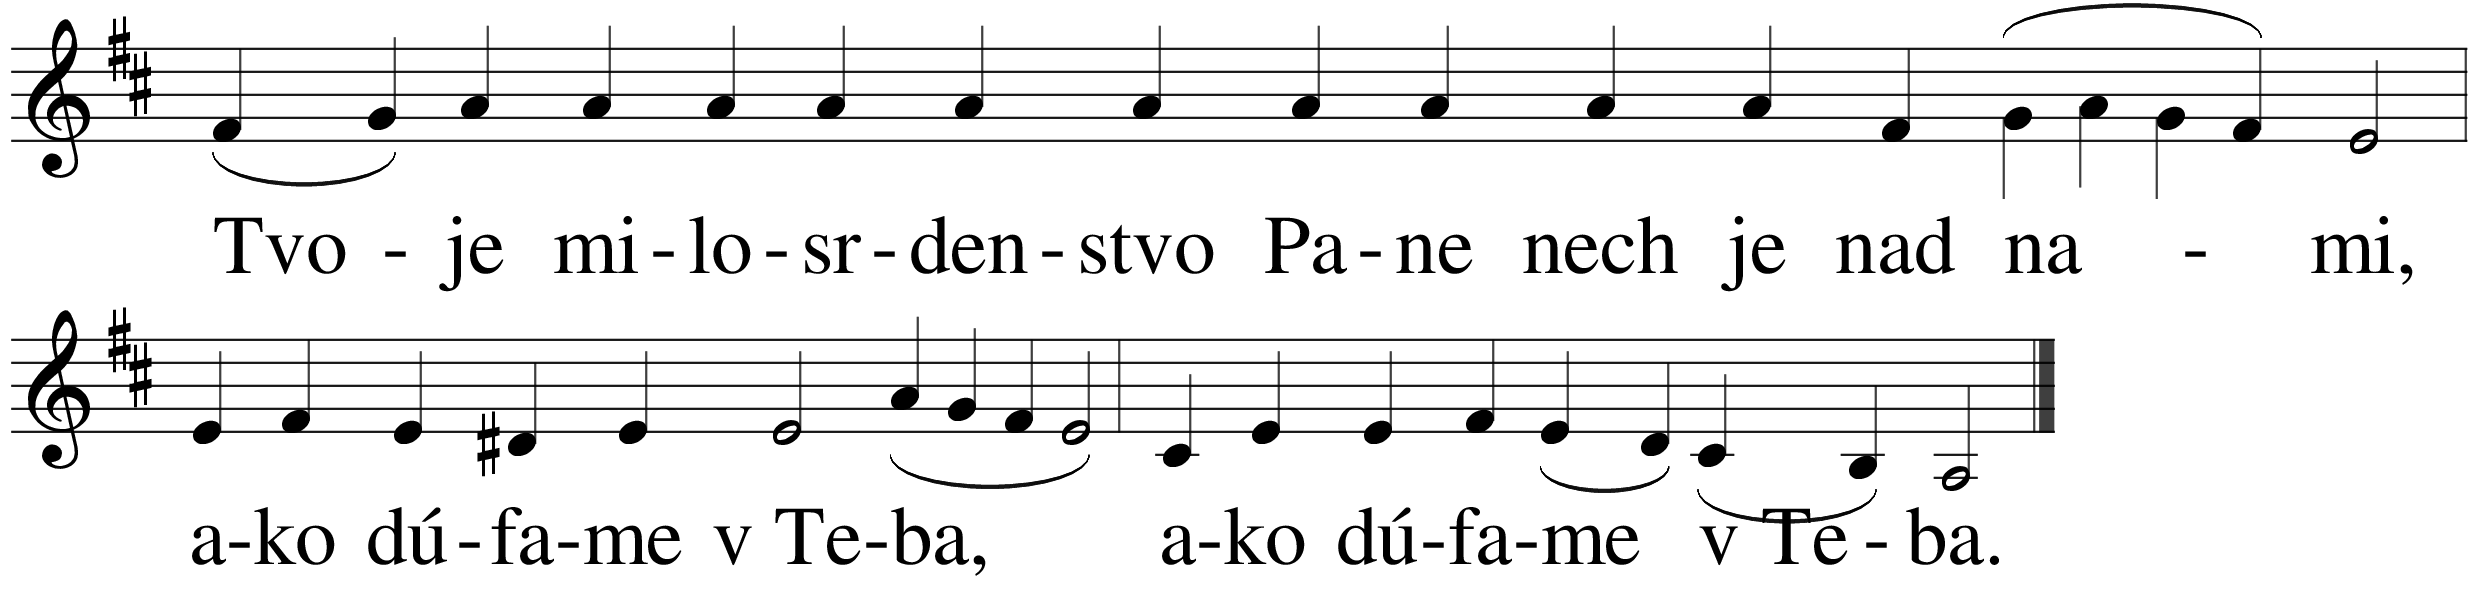 Tvo - je mi - lo - sr - den - stvo Pa - ne nech je nad na - mi,
a-ko dú - fa-me v Te-ba, a-ko dú-fa-me v Te - ba.